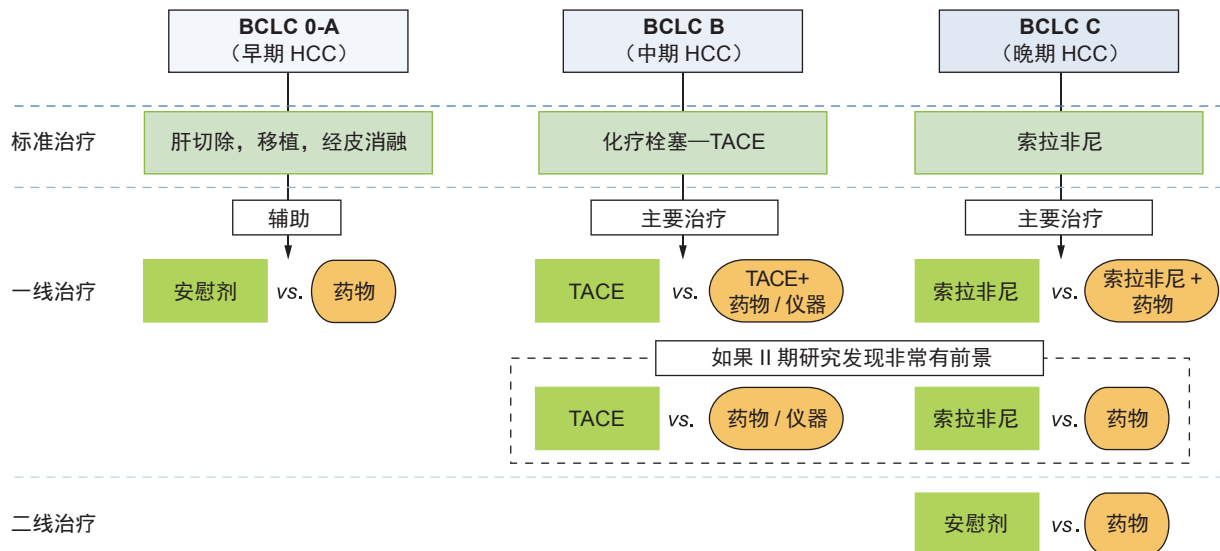 BCLC 0-A
（早期 HCC）
BCLC B
（中期 HCC）
BCLC C
（晚期 HCC）
标准治疗
肝切除，移植，经皮消融
化疗栓塞—TACE
索拉非尼
辅助
主要治疗
主要治疗
一线治疗
安慰剂
vs.
药物
TACE
vs.
TACE+
药物 / 仪器
索拉非尼
vs.
索拉非尼 +
药物
如果 II 期研究发现非常有前景
TACE
vs.
药物 / 仪器
索拉非尼
vs.
药物
二线治疗
安慰剂
vs.
药物